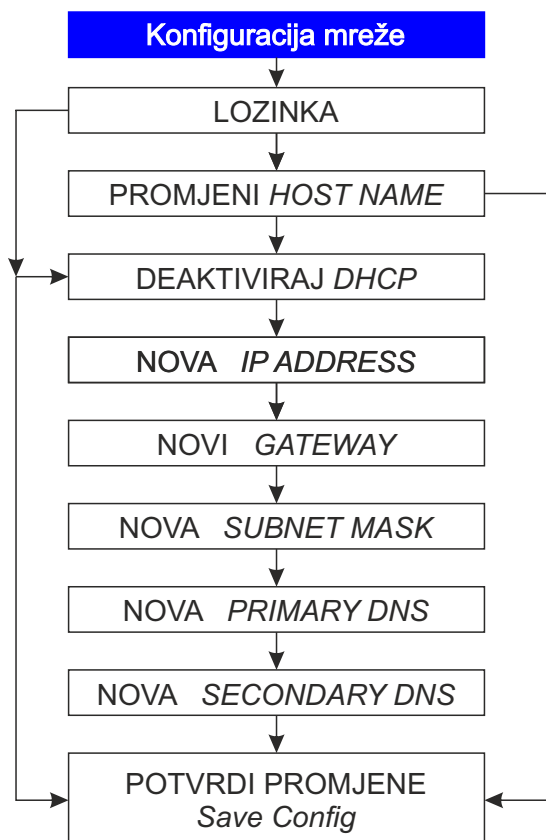 Konfiguracija mreže
LOZINKA
PROMJENI HOST NAME
DEAKTIVIRAJ DHCP
NOVA IP ADDRESS
NOVI GATEWAY
NOVA SUBNET MASK
NOVA PRIMARY DNS
NOVA SECONDARY DNS
POTVRDI PROMJENE
Save Config